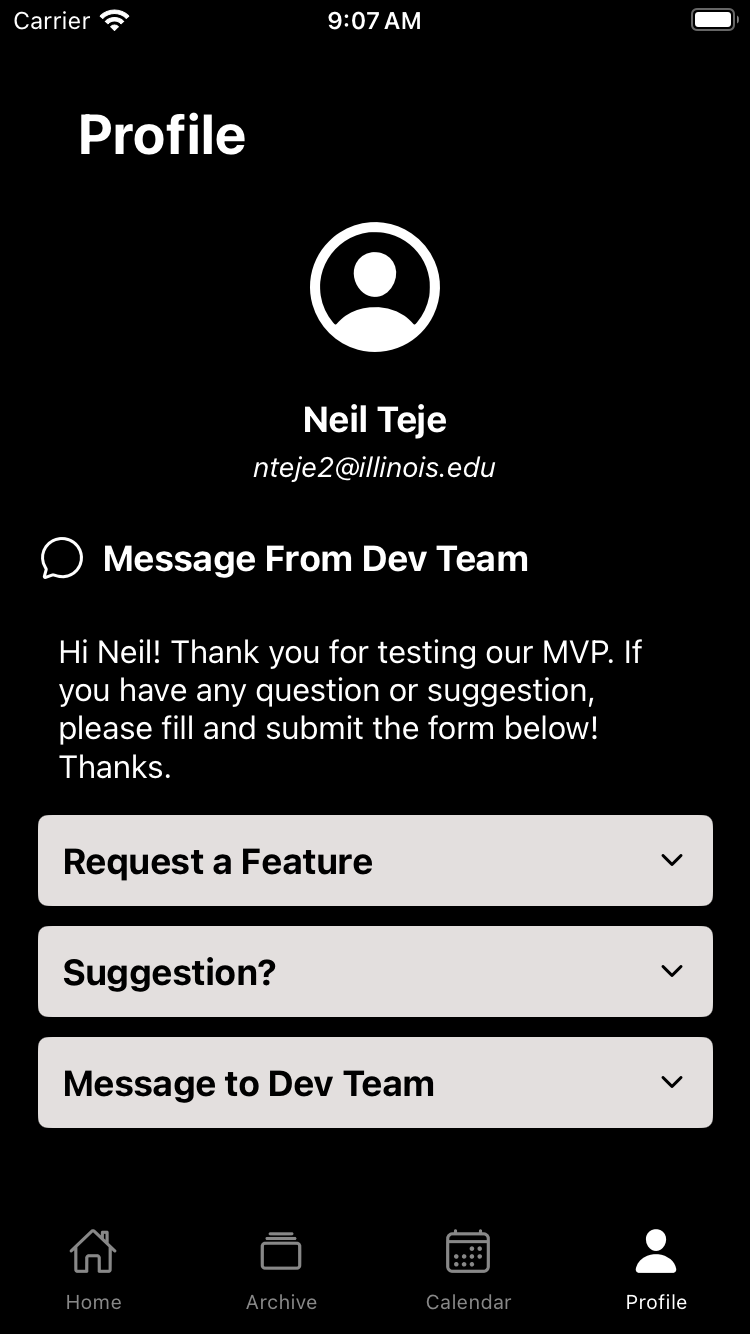 Carrier 9:07 AM
Profile
Neil Teje
nteje2@illinois.edu
Message From Dev Team
Hi Neil! Thank you for testing our MVP. If
you have any question or suggestion,
please fill and submit the form below!
Thanks.
Request a Feature
Suggestion?
Message to Dev Team
Home Archive Calendar Profile